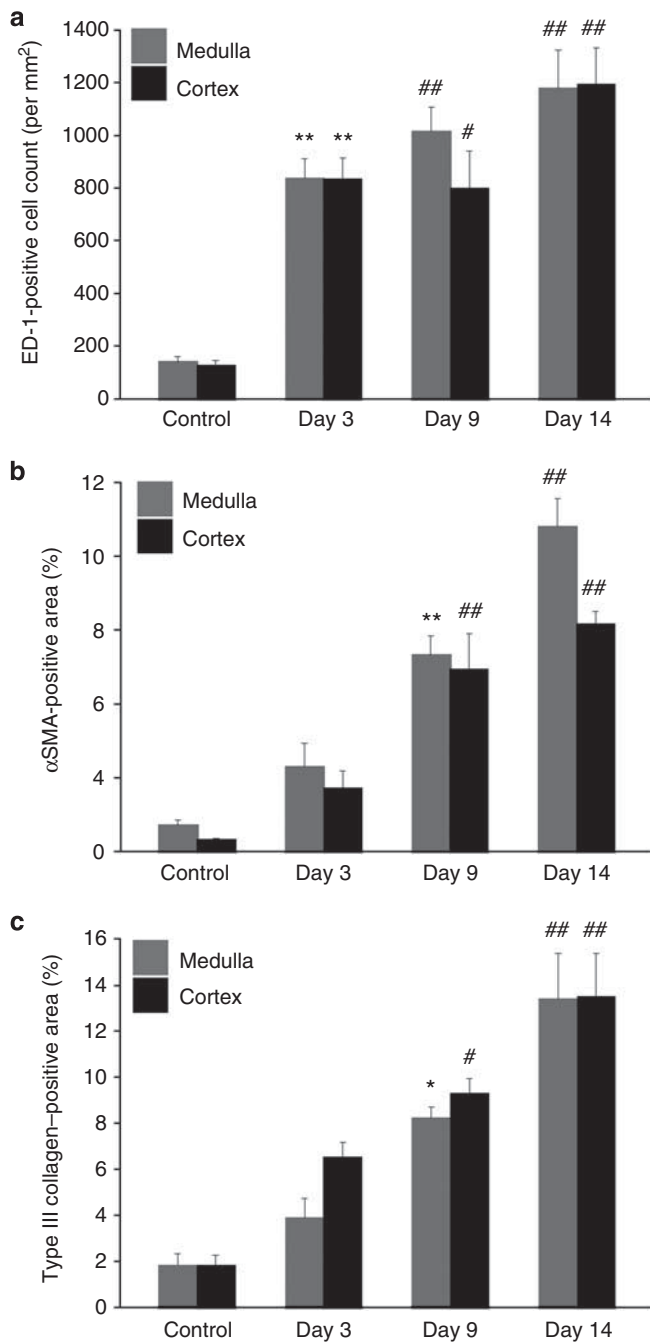 a
1400
1200
1000
800
600
400
200
0
ED-1-positive cell count (per mm²)
Medulla
Cortex
** **
##
#
## ##
Control Day 3 Day 9 Day 14
b
12
10
8
6
4
0
αSMA-positive area (%)
Medulla
Cortex
**
##
##
##
Control Day 3 Day 9 Day 14
c
16
14
12
10
8
6
4
2
0
Type III collagen–positive area (%)
Medulla
Cortex
*
#
## ##
Control Day 3 Day 9 Day 14